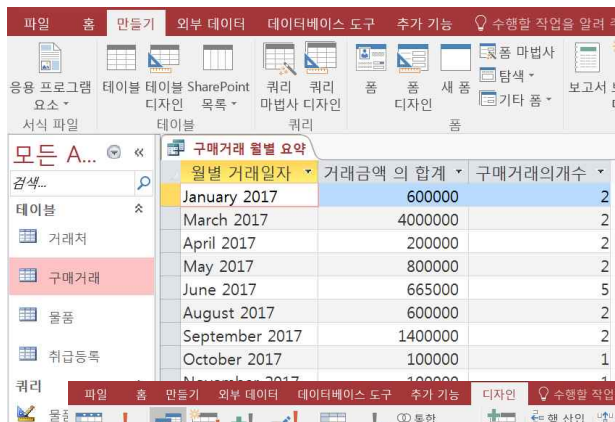 파일 홈 만들기 외부 데이터 데이터베이스 도구 추가 기능 수행할 작업을 알려
응용 프로그램 요소
테이블
테이블 디자인
SharePoint 목록
쿼리 마법사
쿼리 디자인
폼
폼 디자인
새 폼
폼 마법사
탐색
기타 폼
보고서
서식 파일 테이블 쿼리 폼
모든 A... «
검색...
테이블
거래처
구매거래
물품
취급등록
쿼리
구매거래 월별 요약
월별 거래일자 거래금액 의 합계 구매거래의개수
January 2017 600000 2
March 2017 4000000 2
April 2017 200000 2
May 2017 800000 2
June 2017 665000 5
August 2017 600000 2
September 2017 1400000 2
October 2017 100000 1
파일 홈 만들기 외부 데이터 데이터베이스 도구 추가 기능 디자인 수행할 작업
통합
행 삽입